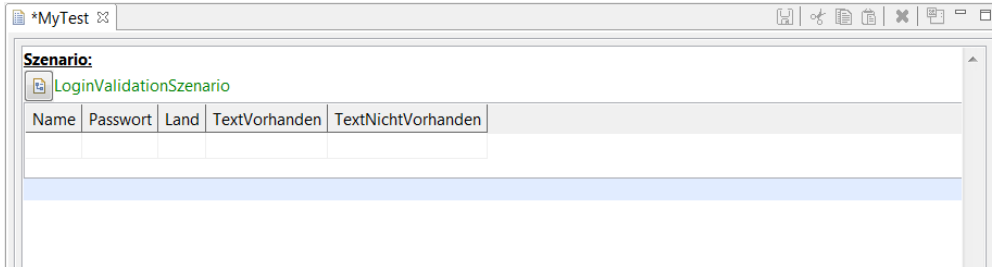 *MyTest
Szenario:
LoginValidationSzenario
Name Passwort Land TextVorhanden TextNichtVorhanden